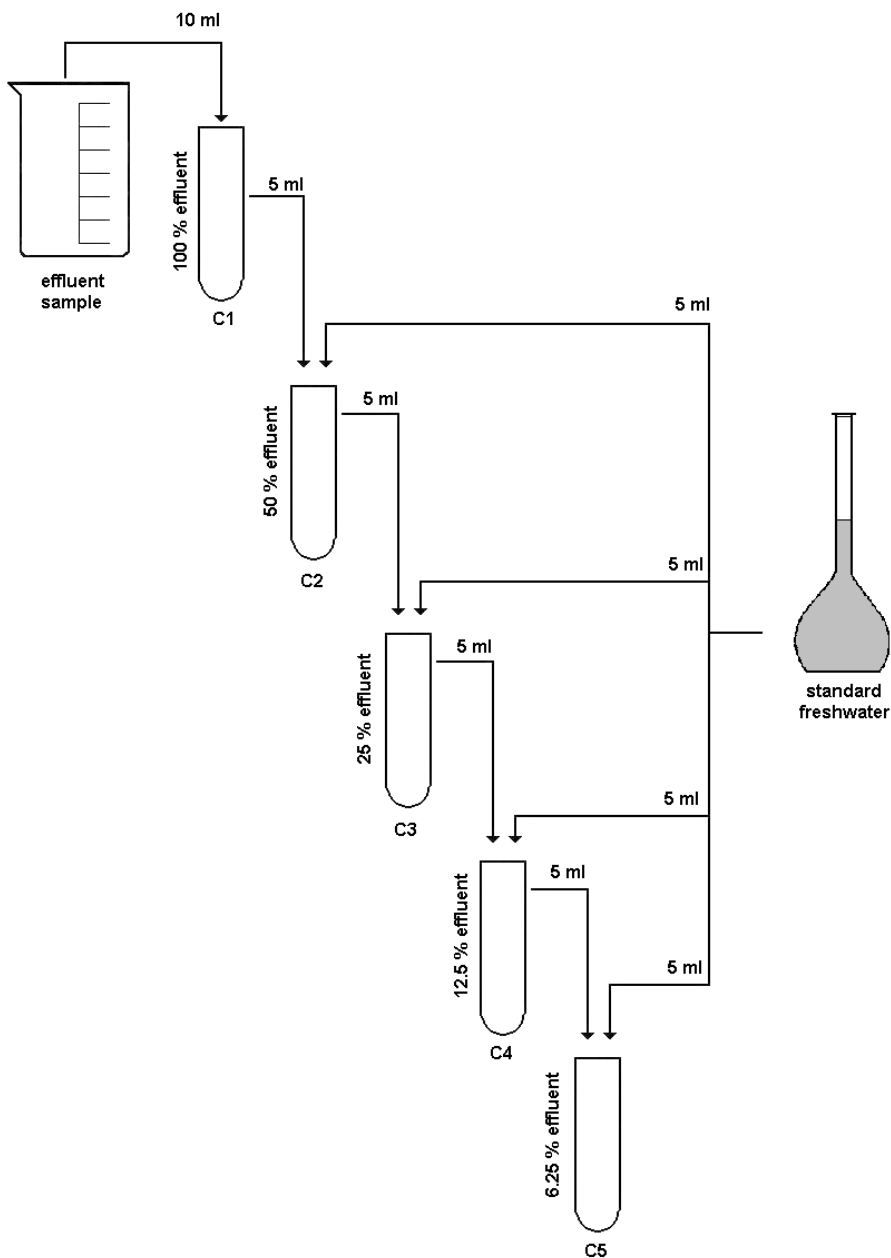 10 ml
100 % effluent
5 ml
effluent
sample
C1
5 ml
50 % effluent
5 ml
C2
5 ml
25 % effluent
5 ml
standard
freshwater
C3
5 ml
12.5 % effluent
5 ml
C4
5 ml
6.25 % effluent
C5